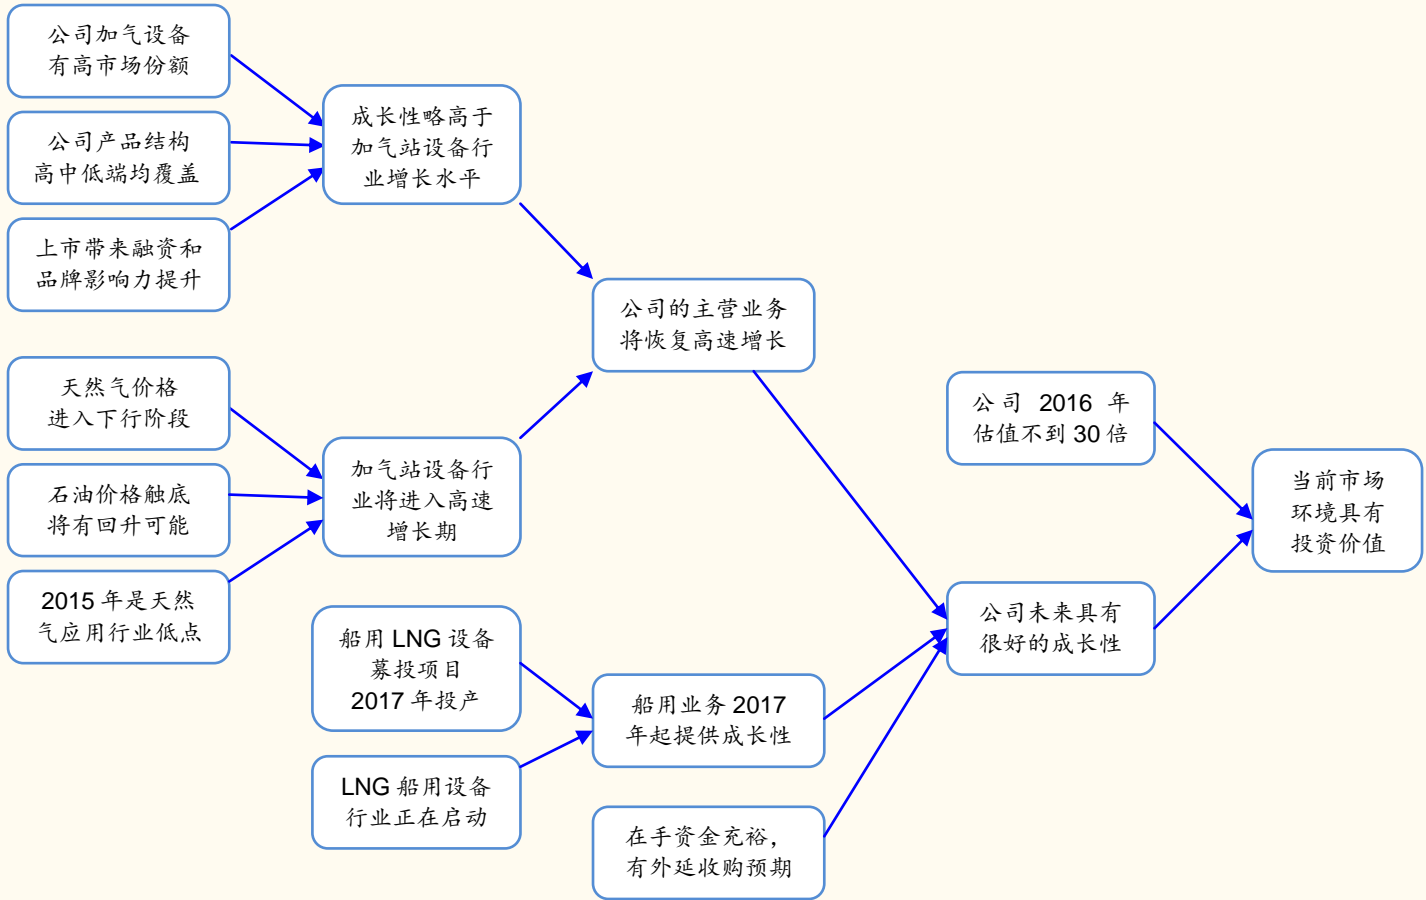 公司加气设备
有高市场份额
公司产品结构
高中低端均覆盖
上市带来融资和
品牌影响力提升
成长性略高于
加气站设备行
业增长水平
天然气价格
进入下行阶段
石油价格触底
将有回升可能
2015 年是天然
气应用行业低点
加气站设备行
业将进入高速
增长期
公司的主营业务
将恢复高速增长
船用 LNG 设备
募投项目
2017 年投产
LNG 船用设备
行业正在启动
船用业务 2017
年起提供成长性
在手资金充裕，
有外延收购预期
公司 2016 年
估值不到 30 倍
公司未来具有
很好的成长性
当前市场
环境具有
投资价值